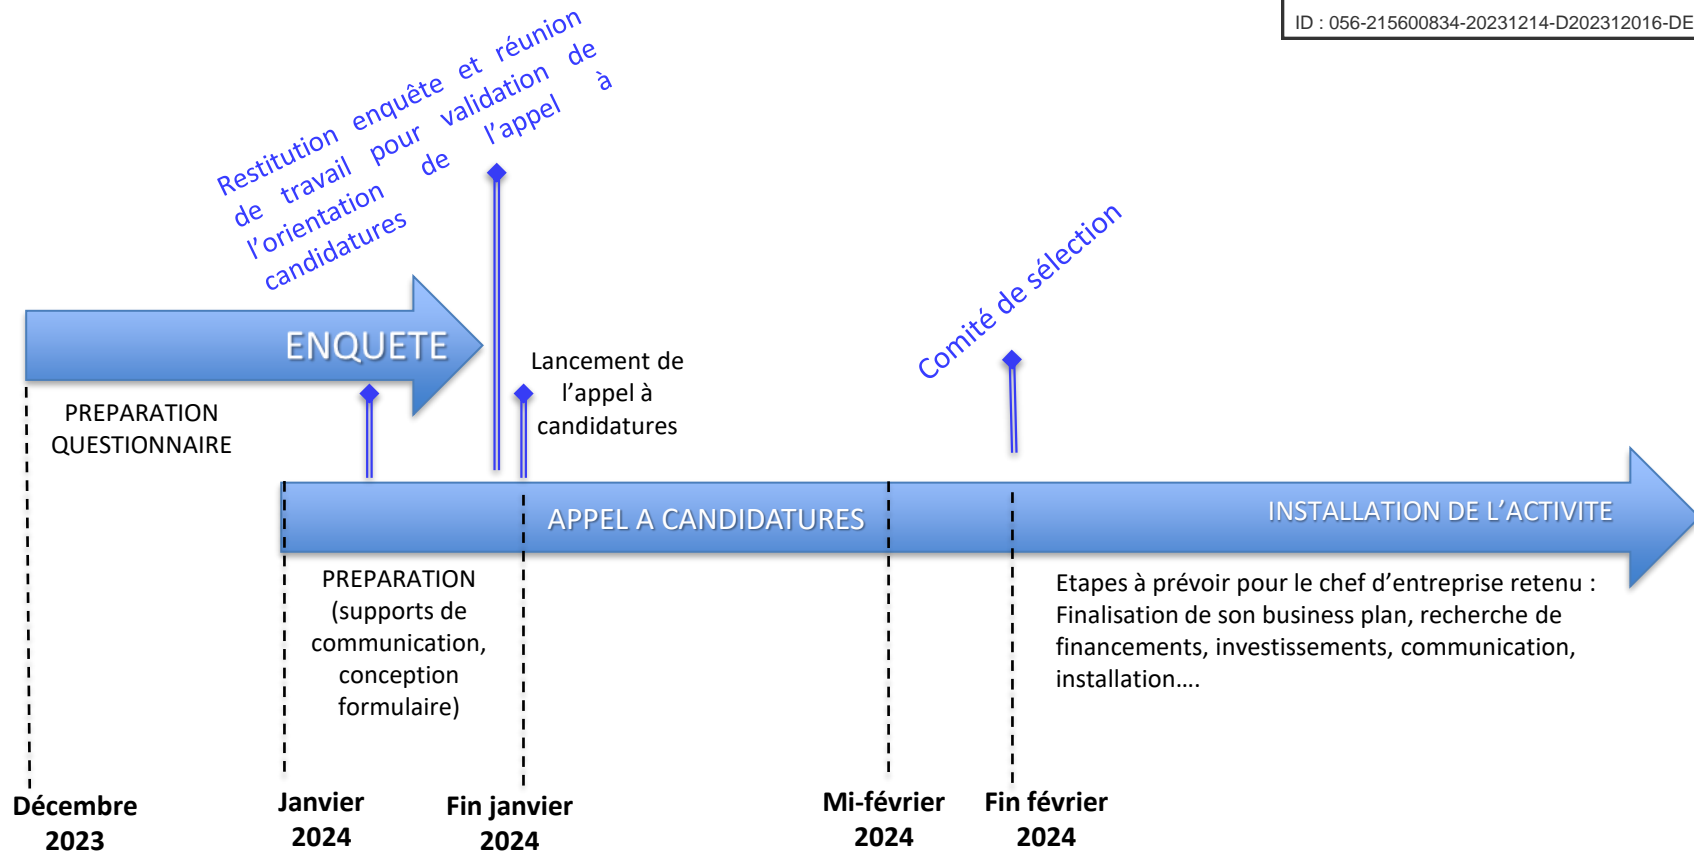 ID : 056-215600834-20231214-D202312016-DE
Restitution enquête et réunion
de travail pour validation de
l’orientation de l’appel à
candidatures
Comité de sélection
ENQUETE
Lancement de
l’appel à
candidatures
PREPARATION
QUESTIONNAIRE
APPEL A CANDIDATURES
INSTALLATION DE L’ACTIVITE
PREPARATION
(supports de
communication,
conception
formulaire)
Etapes à prévoir pour le chef d’entreprise retenu :
Finalisation de son business plan, recherche de
financements, investissements, communication,
installation....
Décembre
2023
Janvier
2024
Fin janvier
2024
Mi-février
2024
Fin février
2024